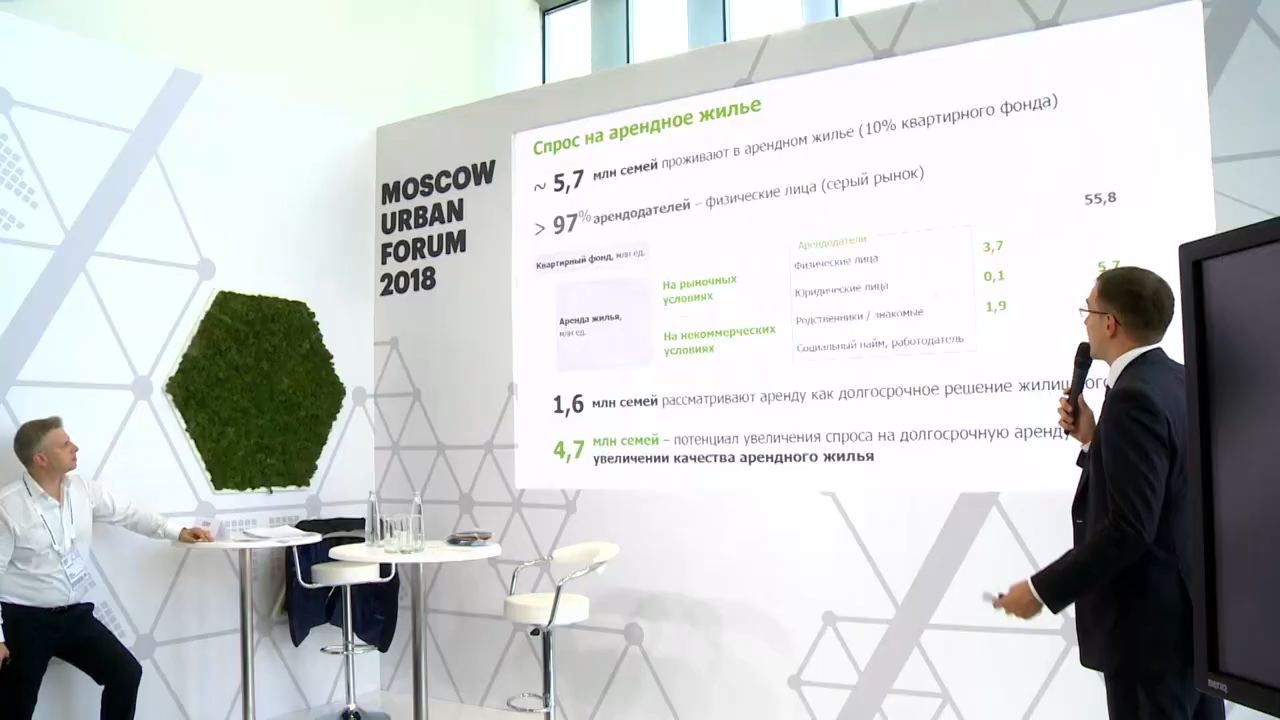 MOSCOW
URBAN
FORUM
2018
Спрос на арендное жилье
~ 5,7 млн семей проживают в арендном жилье (10% квартирного фонда)
> 97% арендодателей – физические лица (серый рынок)
55,8
Квартирный фонд, млн ед.
Аренда жилья,
млн ед.
На рыночных
условиях
На некоммерческих
условиях
Арендодатели
Физические лица
Юридические лица
Родственники / знакомые
Социальный найм, работодатель
3,7
0,1
1,9
5,7
1,6 млн семей рассматривают аренду как долгосрочное решение
4,7 млн семей – потенциал увеличения спроса на долгосрочную
увеличении качества арендного жилья
BENQ